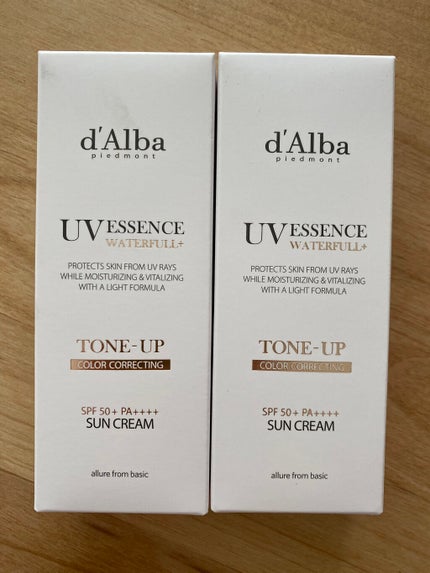 d'Alba
piedmont
UV ESSENCE
WATERFULL+
PROTECTS SKIN FROM UV RAYS
WHILE MOISTURIZING & VITALIZING
WITH A LIGHT FORMULA
TONE-UP
COLOR CORRECTING
SPF 50+ PA++++
SUN CREAM
allure from basic
d'Alba
piedmont
UV ESSENCE
WATERFULL+
PROTECTS SKIN FROM UV RAYS
WHILE MOISTURIZING & VITALIZING
WITH A LIGHT FORMULA
TONE-UP
COLOR CORRECTING
SPF 50+ PA++++
SUN CREAM
allure from basic